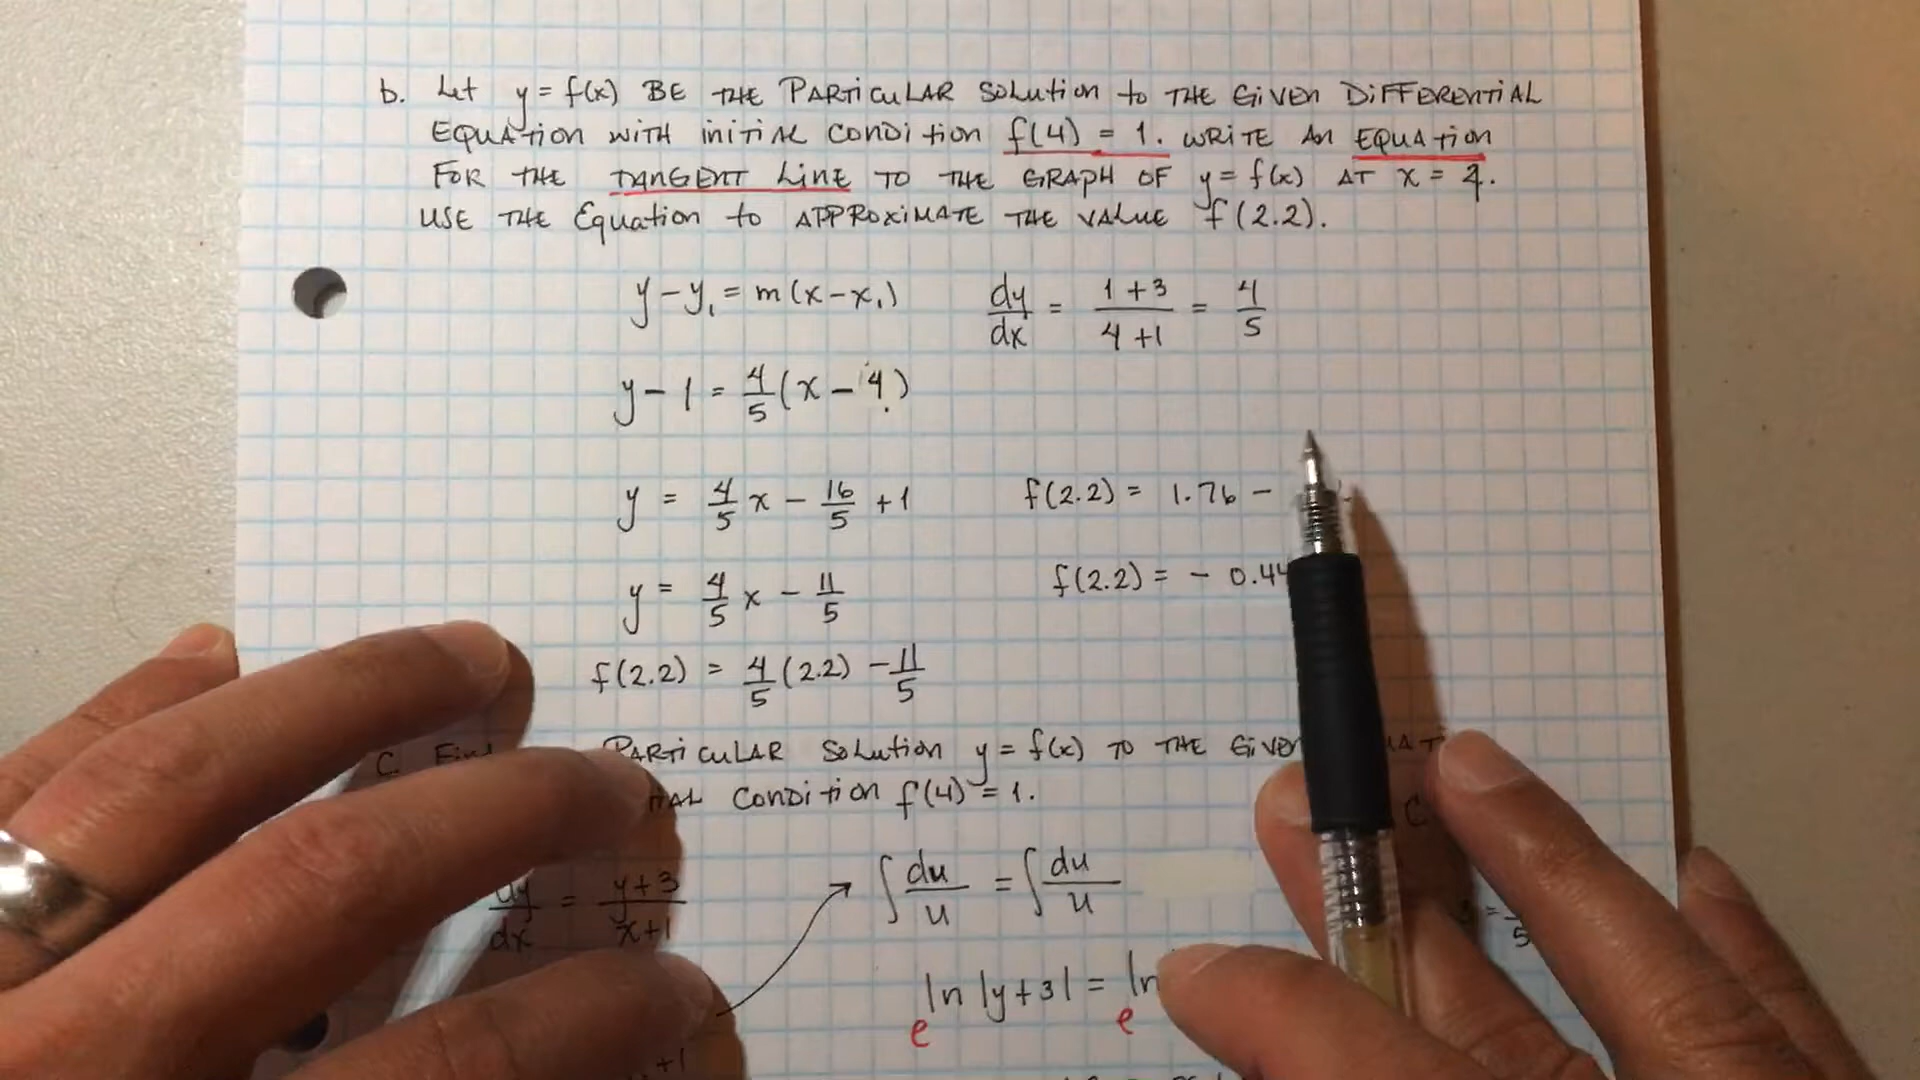 b. Let y = f(x) BE THE PARTICULAR SOLUTION to THE GIVEN DIFFERENTIAL
EQUATION WITH INITIAL CONDITION f(4) = 1. WRITE AN EQUATION
FOR THE TANGENT LINE TO THE GRAPH OF y = f(x) AT x = 4.
USE THE Equation to APPROXIMATE THE VALUE f(2.2).
y - y₁ = m(x - x₁) dy/dx = (1 + 3)/(4 + 1) = 4/5
y - 1 = 4/5 (x - 4)
y = 4/5 x - 16/5 + 1 f(2.2) = 1.76 -
y = 4/5 x - 11/5 f(2.2) = - 0.44
f(2.2) = 4/5 (2.2) - 11/5
C. PARTICULAR SOLUTION y = f(x) TO THE GIVEN
CONDITION f(4) = 1.
dy/dx = (y+3)/(x+1) ∫ du/u = ∫ du/u
e ln |y+3| = e ln
+1